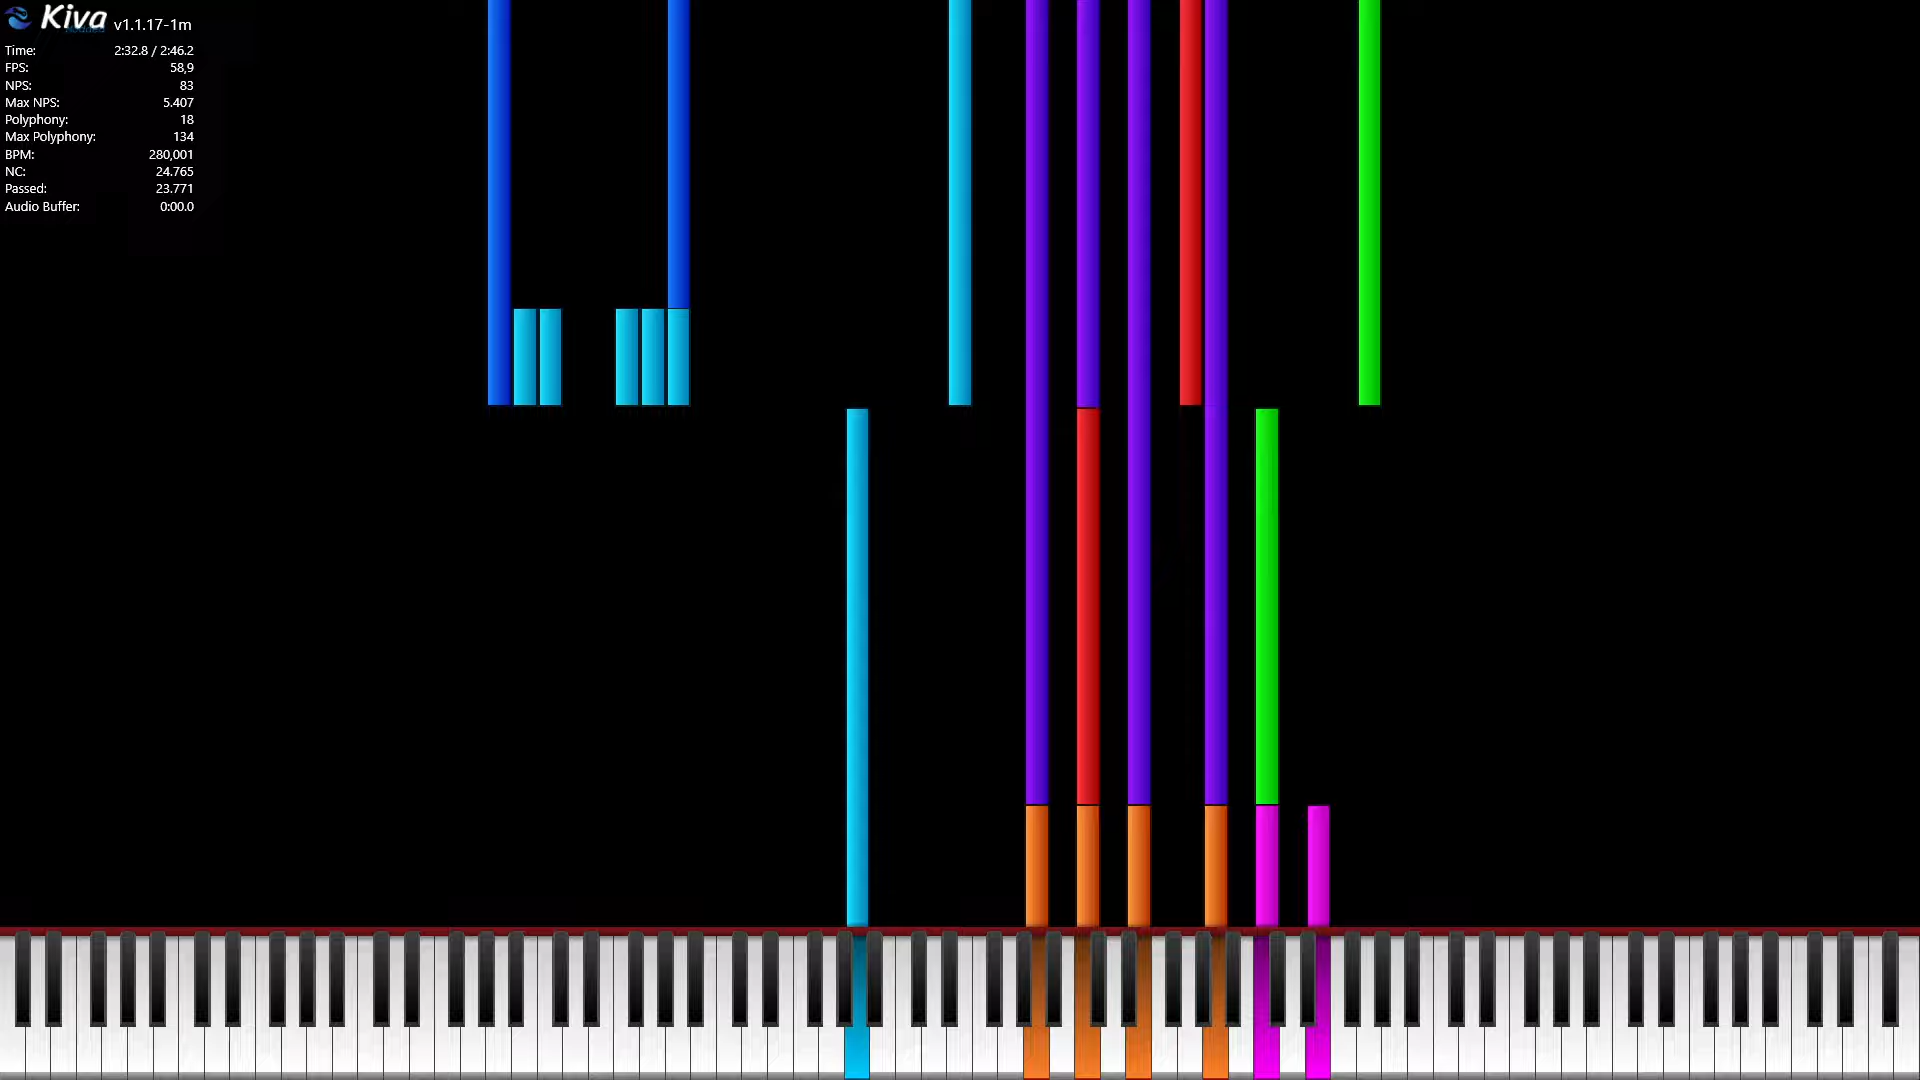 Kiva v1.1.17-1m
Time: 2:32.8 / 2:46.2
FPS: 58,9
NPS: 83
Max NPS: 5.407
Polyphony: 18
Max Polyphony: 134
BPM: 280,001
NC: 24.765
Passed: 23.771
Audio Buffer: 0:00.0